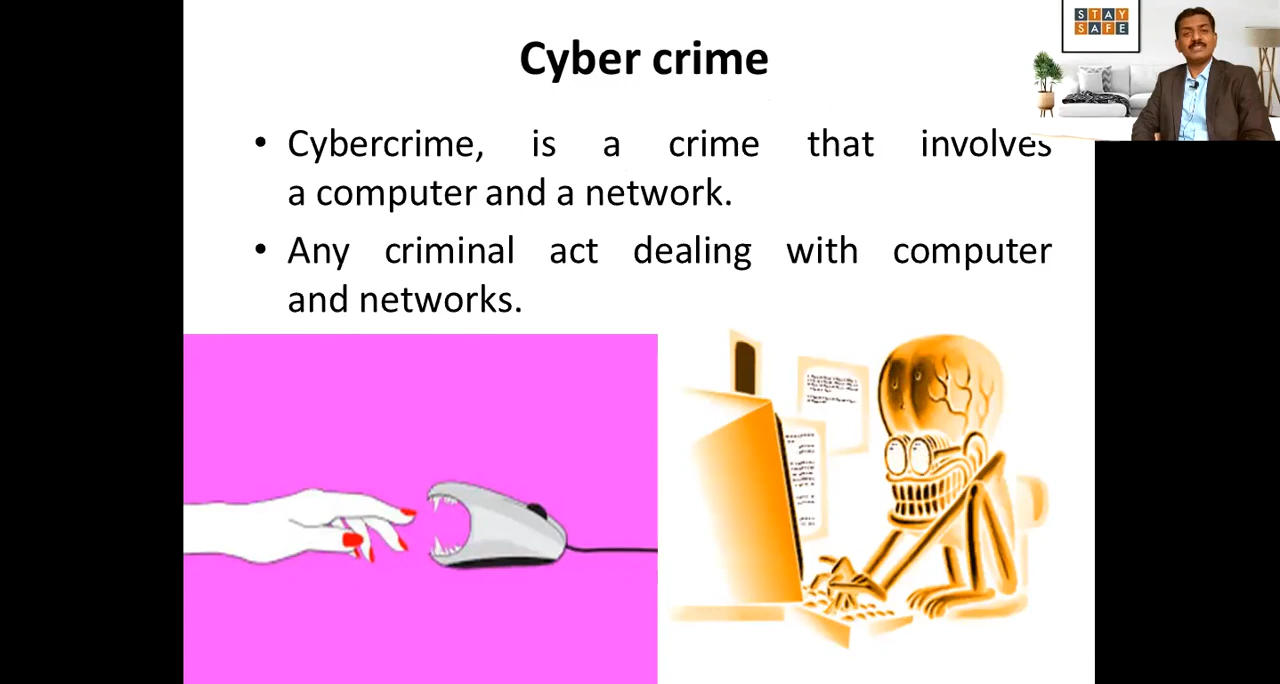 Cyber crime
STAY
SAFE
• Cybercrime, is a crime that involves
a computer and a network.
• Any criminal act dealing with computer
and networks.